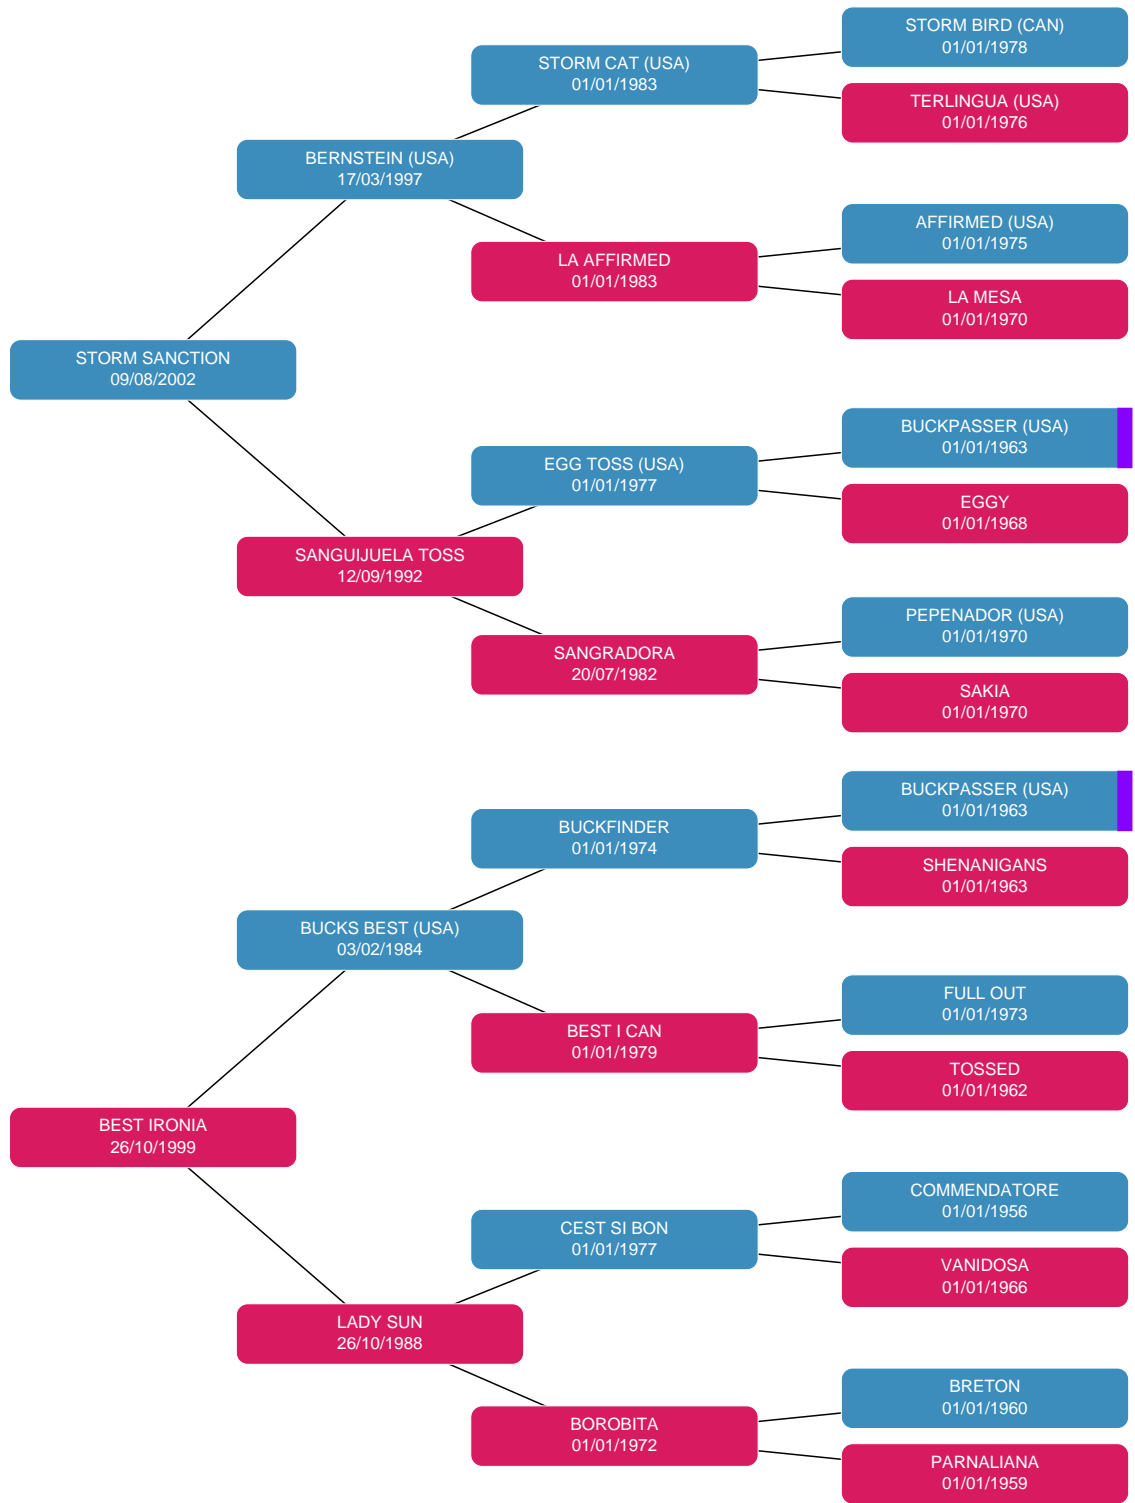 STORM BIRD (CAN)
01/01/1978
STORM CAT (USA)
01/01/1983
TERLINGUA (USA)
01/01/1976
BERNSTEIN (USA)
17/03/1997
AFFIRMED (USA)
01/01/1975
LA AFFIRMED
01/01/1983
LA MESA
01/01/1970
STORM SANCTION
09/08/2002
BUCKPASSER (USA)
01/01/1963
EGG TOSS (USA)
01/01/1977
EGGY
01/01/1968
SANGUIJUELA TOSS
12/09/1992
PEPENADOR (USA)
01/01/1970
SANGRADORA
20/07/1982
SAKIA
01/01/1970
BUCKPASSER (USA)
01/01/1963
BUCKFINDER
01/01/1974
SHENANIGANS
01/01/1963
BUCKS BEST (USA)
03/02/1984
FULL OUT
01/01/1973
BEST I CAN
01/01/1979
TOSSED
01/01/1962
BEST IRONIA
26/10/1999
COMMENDATORE
01/01/1956
CEST SI BON
01/01/1977
VANIDOSA
01/01/1966
LADY SUN
26/10/1988
BRETON
01/01/1960
BOROBITA
01/01/1972
PARNALIANA
01/01/1959